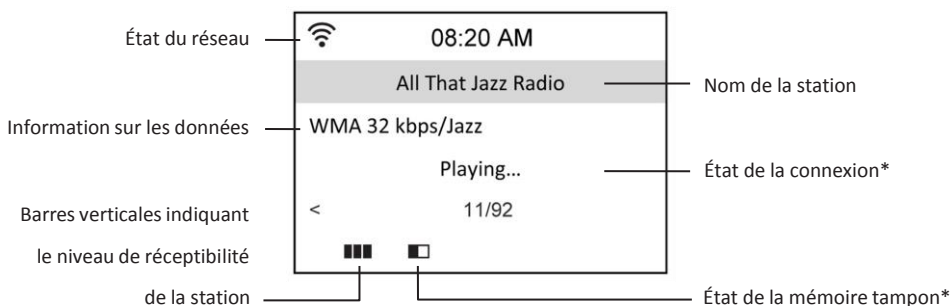 État du réseau
08:20 AM
All That Jazz Radio
Nom de la station
Information sur les données
WMA 32 kbps/Jazz
Playing...
État de la connexion*
Barres verticales indiquant
le niveau de réceptibilité
de la station
< 11/92
État de la mémoire tampon*